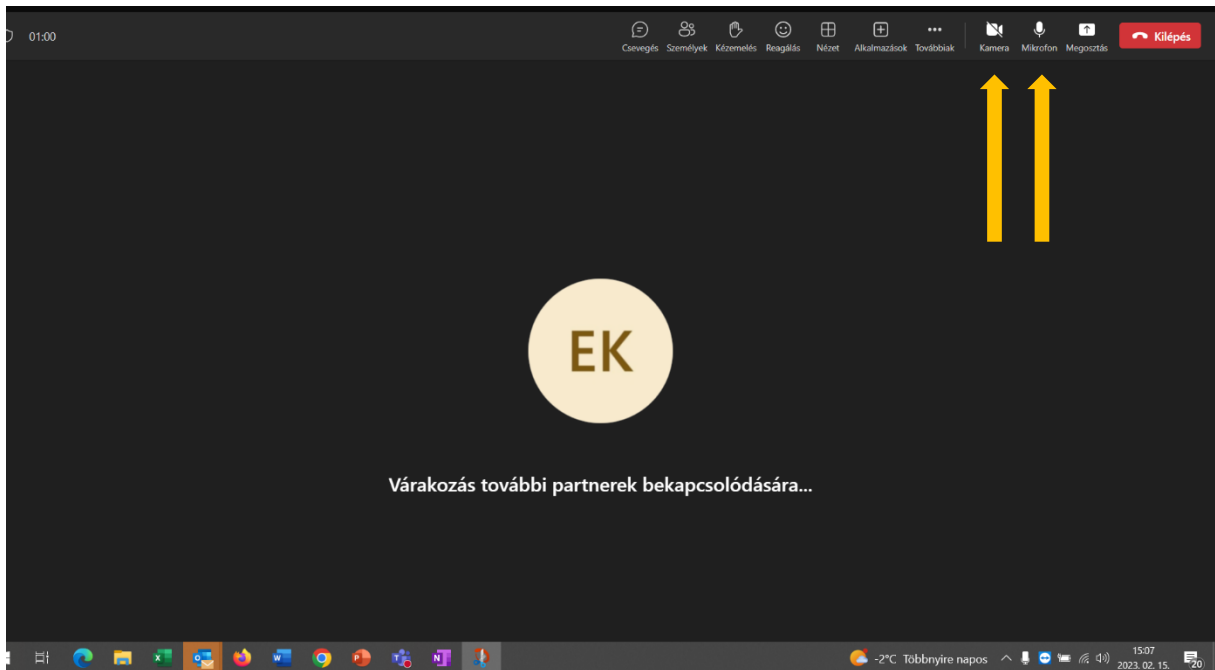 01:00
Csevegés Személyek Kézemelés Reagálás Nézet Alkalmazások Továbbiak Kamera Mikrofon Megosztás Kilépés
EK
Várakozás további partnerek bekapcsolódására...
-2°C Többnyire napos
15:07
2023. 02. 15.
20